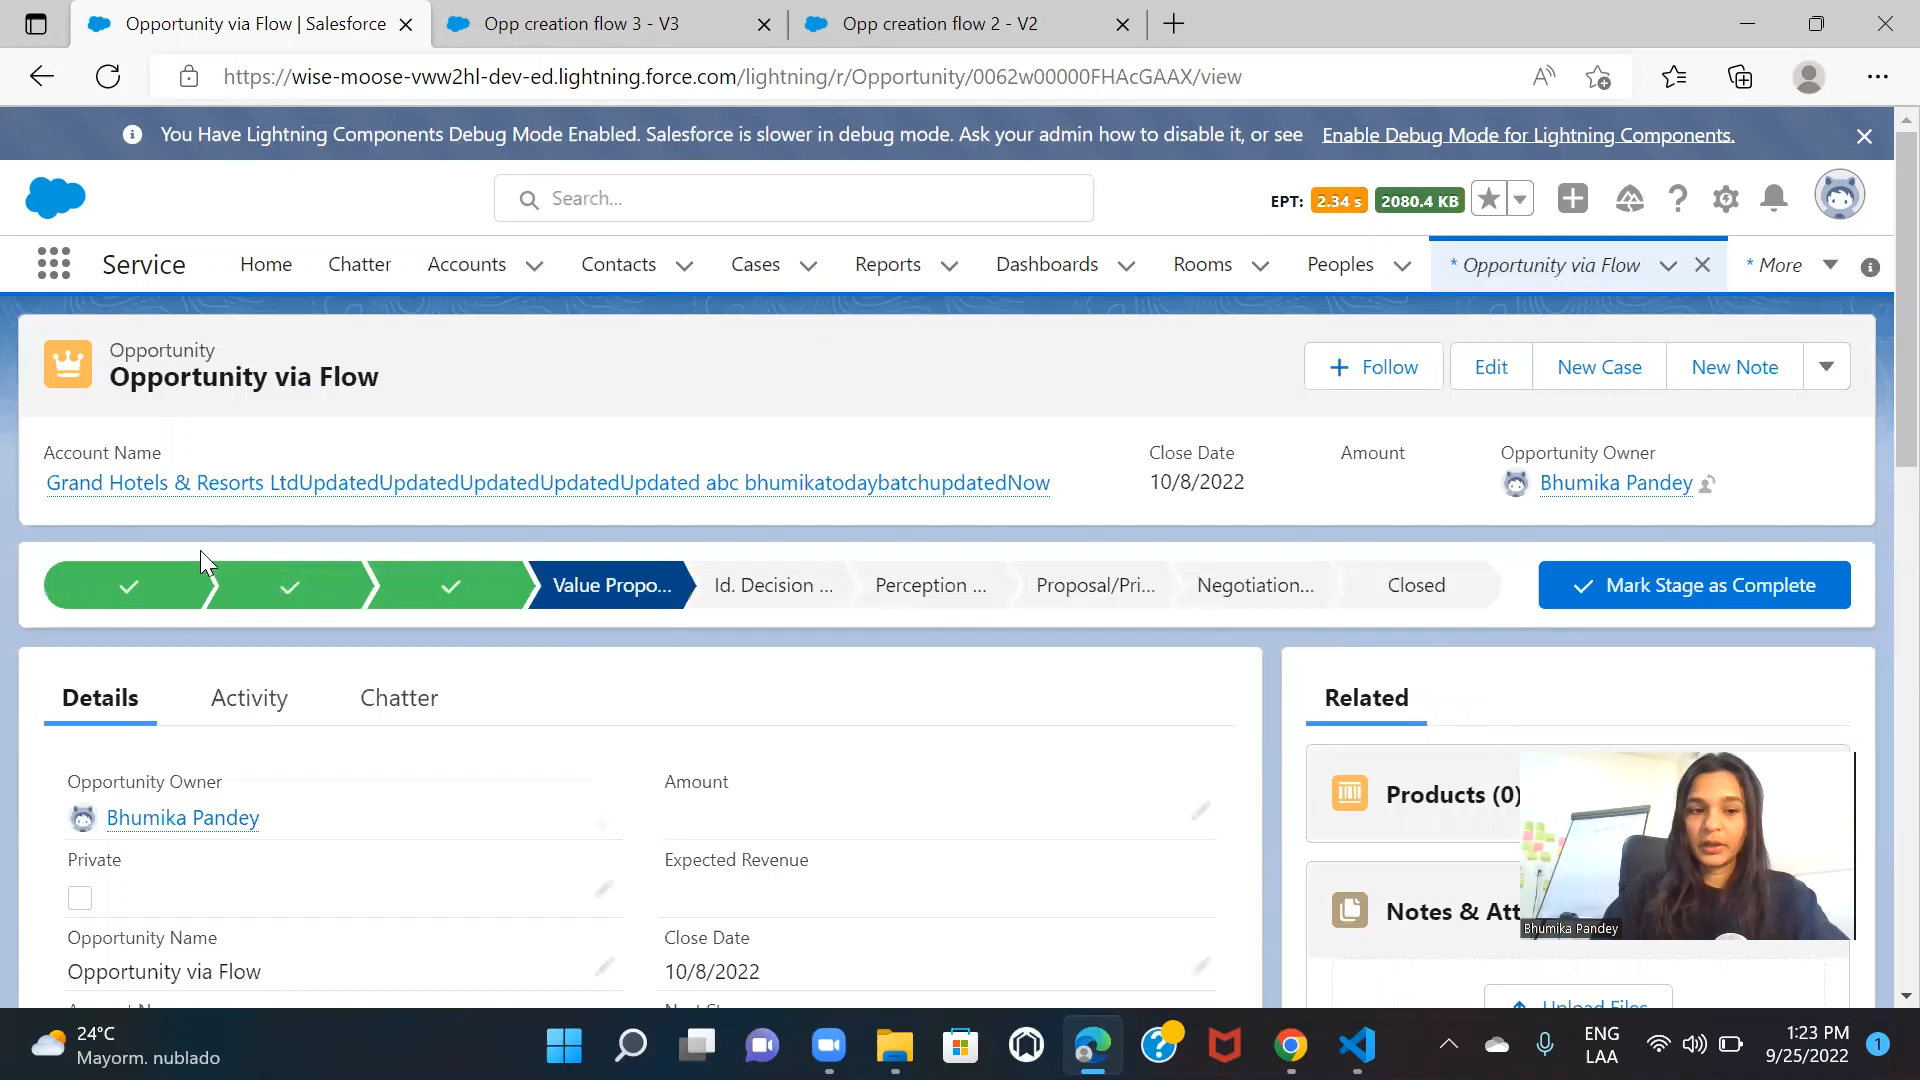 Opportunity via Flow | Salesforce
Opp creation flow 3 - V3
Opp creation flow 2 - V2
https://wise-moose-vww2hl-dev-ed.lightning.force.com/lightning/r/Opportunity/0062w00000FHAcGAAX/view
You Have Lightning Components Debug Mode Enabled. Salesforce is slower in debug mode. Ask your admin how to disable it, or see Enable Debug Mode for Lightning Components.
Search...
EPT: 2.34 s 2080.4 KB
Service Home Chatter Accounts Contacts Cases Reports Dashboards Rooms Peoples * Opportunity via Flow * More
Opportunity
Opportunity via Flow
Follow Edit New Case New Note
Account Name Close Date Amount Opportunity Owner
Grand Hotels & Resorts LtdUpdatedUpdatedUpdatedUpdatedUpdated abc bhumikatodaybatchupdatedNow 10/8/2022 Bhumika Pandey
Value Propo... Id. Decision ... Perception ... Proposal/Pri... Negotiation... Closed Mark Stage as Complete
Details Activity Chatter
Related
Opportunity Owner
Bhumika Pandey
Amount
Private
Expected Revenue
Opportunity Name
Opportunity via Flow
Close Date
10/8/2022
Products (0)
Notes & Att
Bhumika Pandey
Upload Files
24°C
Mayorm. nublado
ENG
LAA
1:23 PM
9/25/2022
1